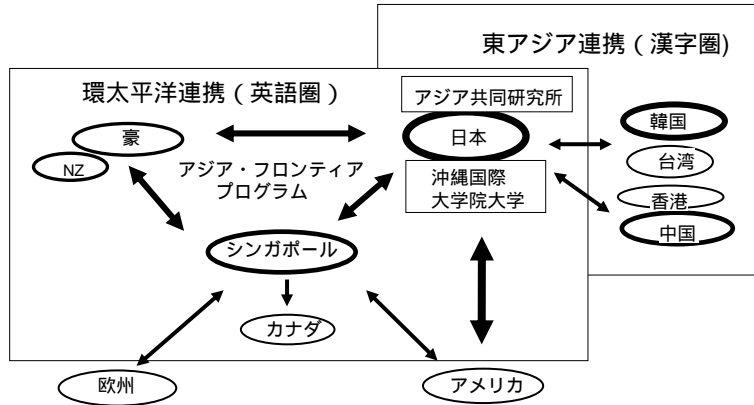 東アジア連携（漢字圏)
環太平洋連携（英語圏）
アジア共同研究所
豪
日本
韓国
NZ
台湾
アジア・フロンティア
プログラム
沖縄国際
大学院大学
香港
中国
シンガポール
カナダ
欧州
アメリカ